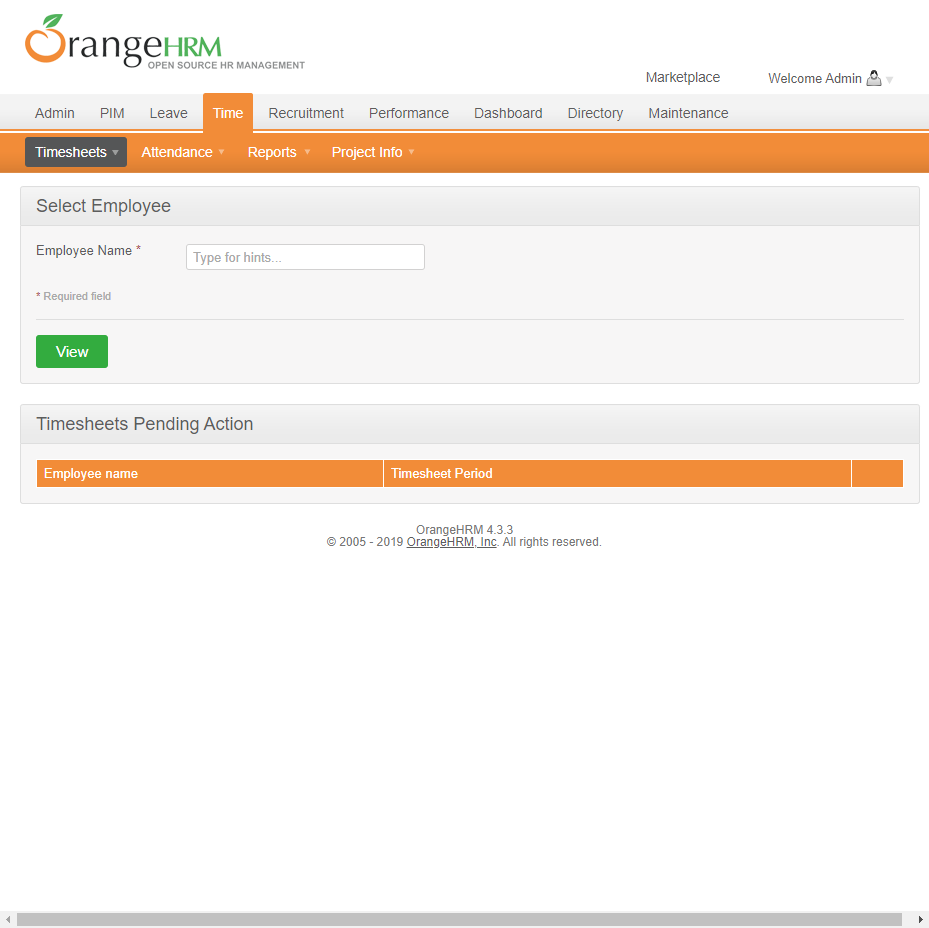 OrangeHRM
OPEN SOURCE HR MANAGEMENT
Marketplace
Welcome Admin
Admin PIM Leave Time Recruitment Performance Dashboard Directory Maintenance
Timesheets Attendance Reports Project Info
Select Employee
Employee Name *
Type for hints...
* Required field
View
Timesheets Pending Action
Employee name Timesheet Period
OrangeHRM 4.3.3
© 2005 - 2019 OrangeHRM, Inc. All rights reserved.